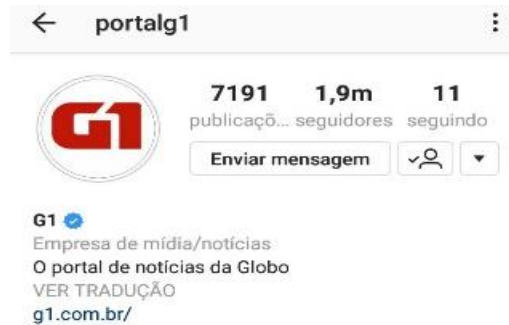 portalg1
G1
7191 1,9m 11
publicaçõ... seguidores seguindo
Enviar mensagem
G1
Empresa de mídia/notícias
O portal de notícias da Globo
VER TRADUÇÃO
g1.com.br/